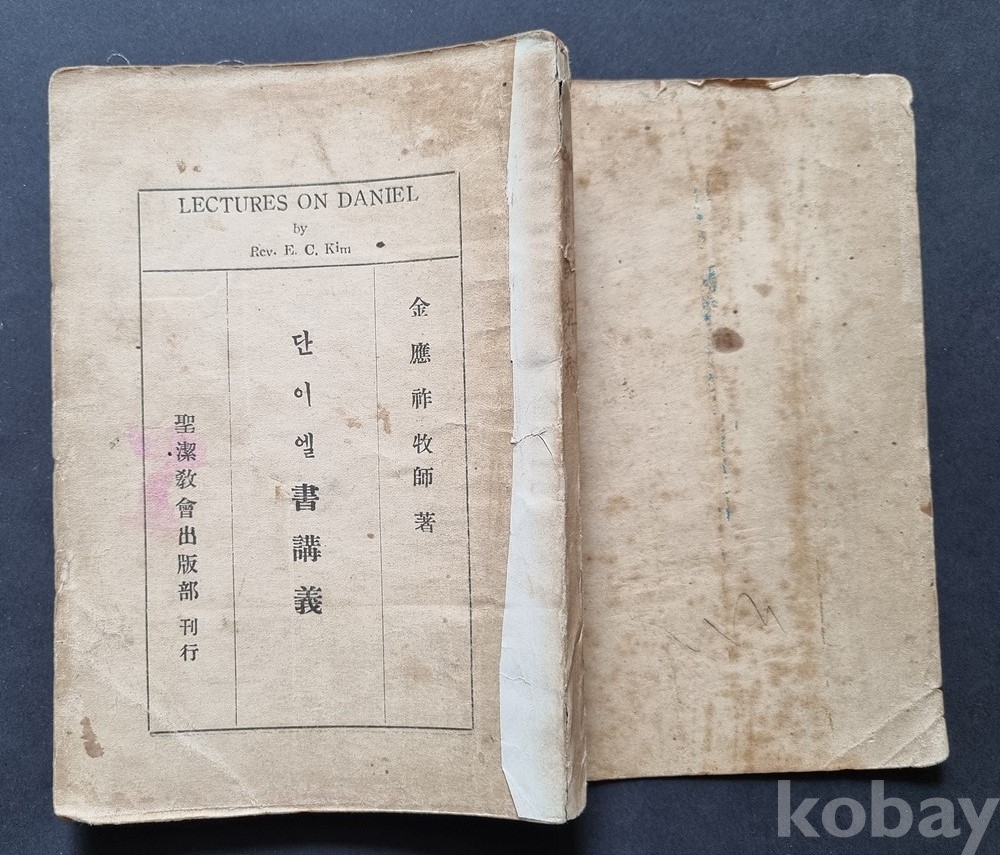 LECTURES ON DANIEL
by
Rev. E. C. Kim
金應祚牧師著
단이엘書講義
聖潔敎會出版部刊行
kobay